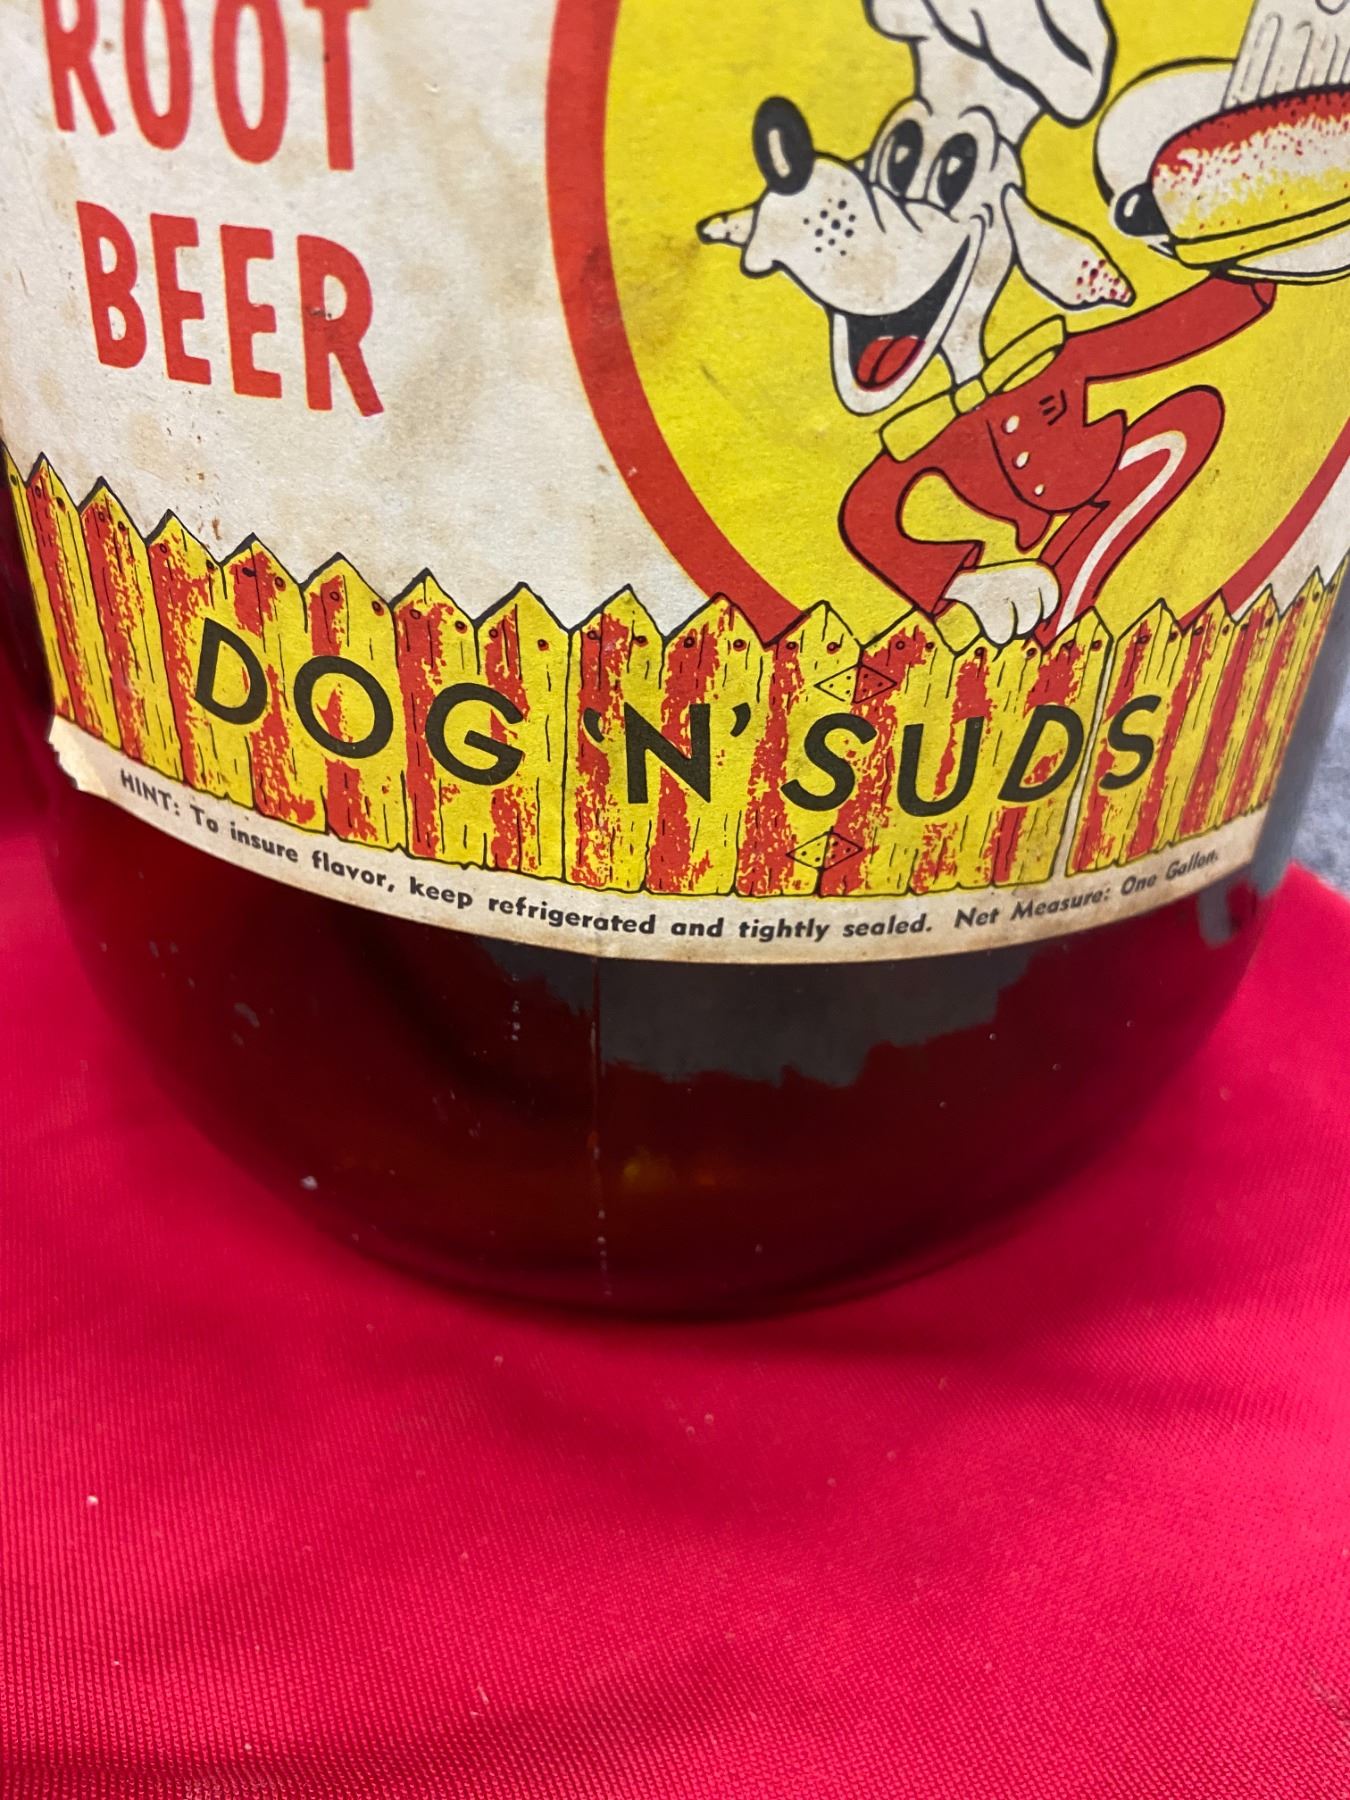 ROOT
BEER
DOG 'N' SUDS
HINT: To insure flavor, keep refrigerated and tightly sealed. Net Measure: One Gallon.